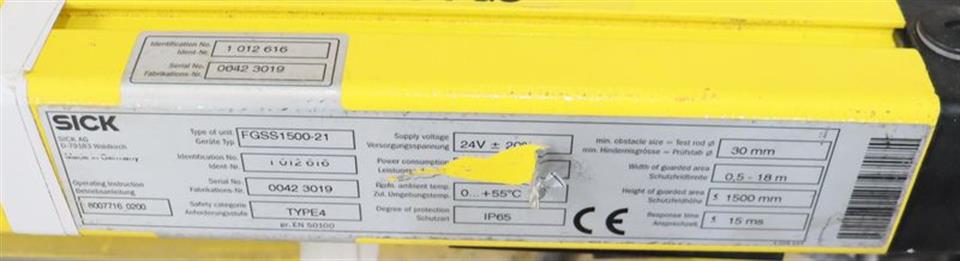 Identification No. 1 012 616
Ident-Nr.
Serial No. 0042 3019
Fabrikations-Nr.
SICK
SICK AG
D-79183 Waldkirch
Made in Germany
Operating Instruction
Betriebsanleitung
8007716 0200
Type of unit FGSS1500-21
Geräte Typ
Identification No. 1 012 616
Ident-Nr.
Serial No. 0042 3019
Fabrikations-Nr.
Safety category TYPE4
Anforderungsstufe
pr.EN 50100
Supply voltage 24V ± 20%
Versorgungsspannung
Power consumption
Leistungs
Perm. ambient temp. 0...+55°C
Zul. Umgebungstemp.
Degree of protection IP65
Schutzart
CE
min. obstacle size = Test rod ø 30 mm
min. Hindernisgrösse = Prüfstab ø
Width of guarded area 0,5 - 18 m
Schutzfeldbreite
Height of guarded area ≤ 1500 mm
Schutzfeldhöhe
Response time ≤ 15 ms
Ansprechzeit